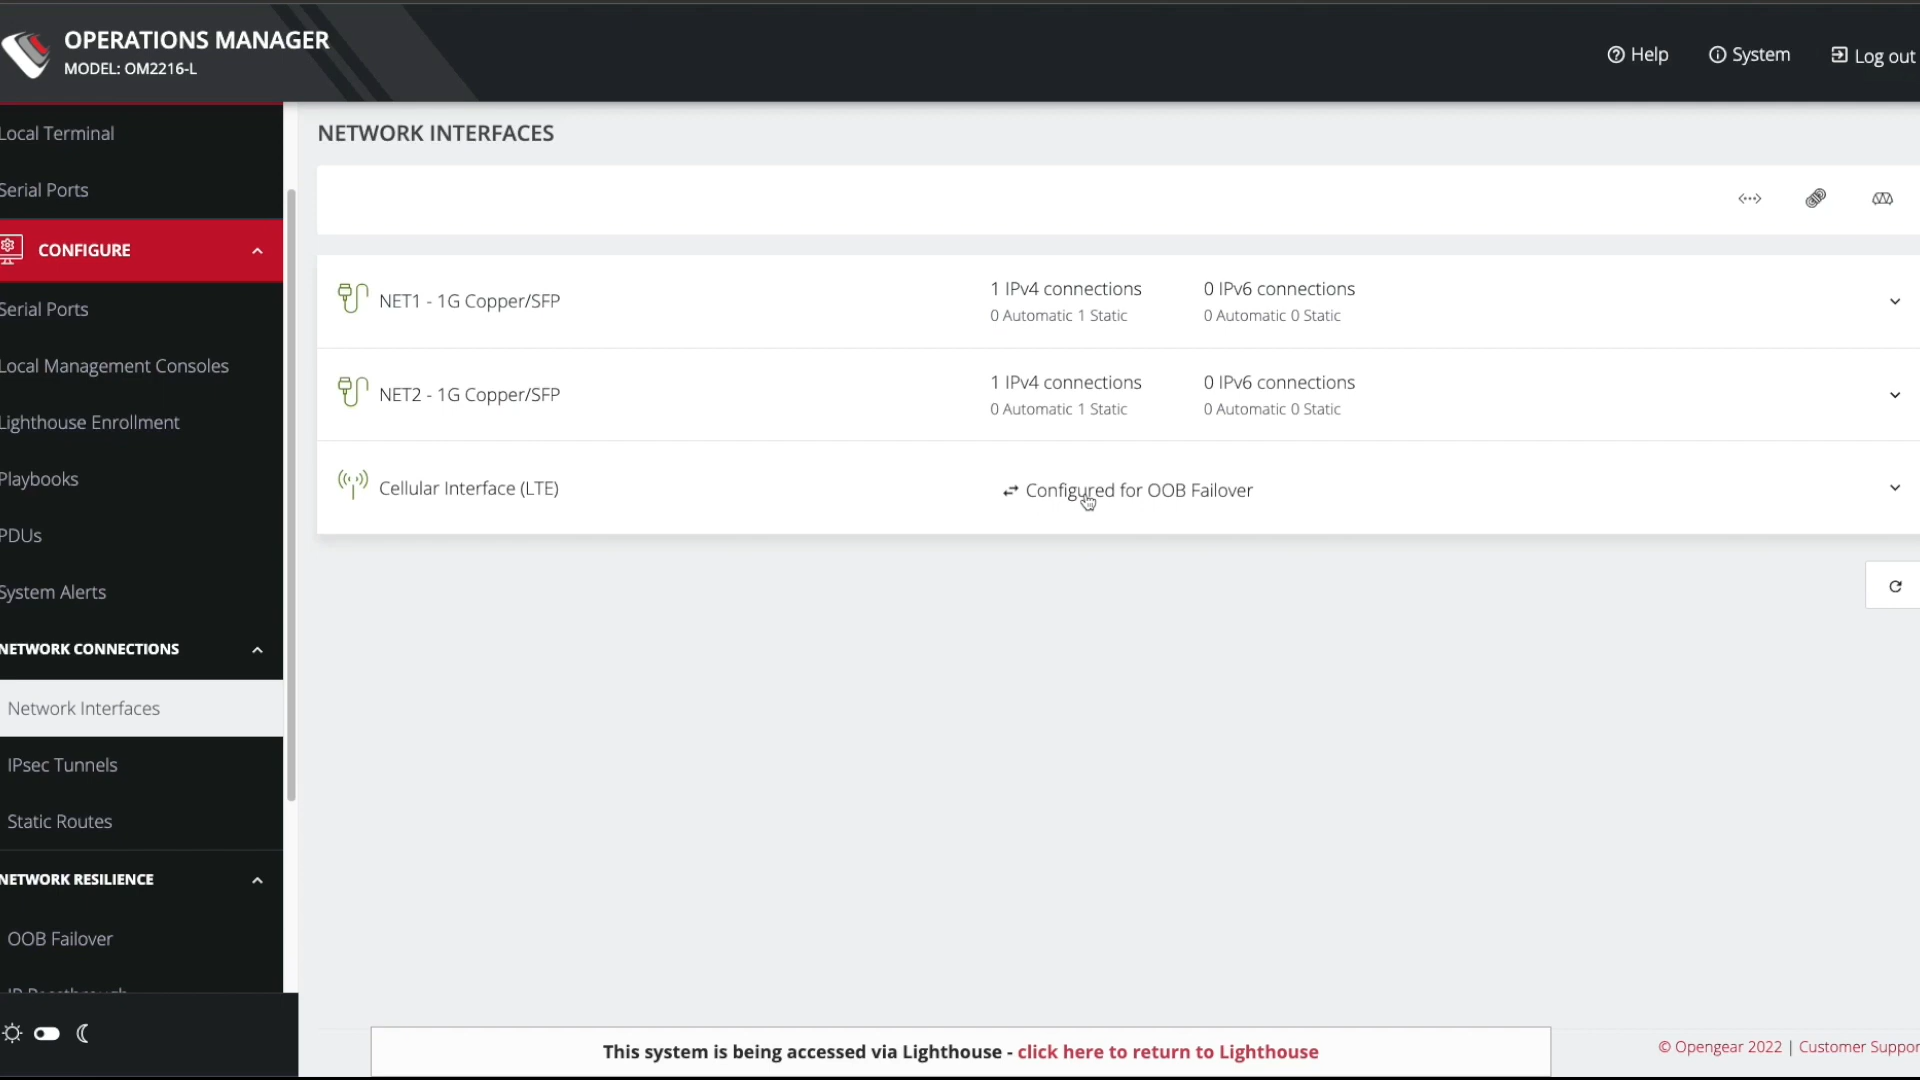 OPERATIONS MANAGER
MODEL: OM2216-L
Help
System
Log out
Local Terminal
Serial Ports
CONFIGURE
Serial Ports
Local Management Consoles
Lighthouse Enrollment
Playbooks
PDUs
System Alerts
NETWORK CONNECTIONS
Network Interfaces
IPsec Tunnels
Static Routes
NETWORK RESILIENCE
OOB Failover
NETWORK INTERFACES
NET1 - 1G Copper/SFP
1 IPv4 connections
0 Automatic 1 Static
0 IPv6 connections
0 Automatic 0 Static
NET2 - 1G Copper/SFP
1 IPv4 connections
0 Automatic 1 Static
0 IPv6 connections
0 Automatic 0 Static
Cellular Interface (LTE)
Configured for OOB Failover
This system is being accessed via Lighthouse - click here to return to Lighthouse
© Opengear 2022 | Customer Suppor